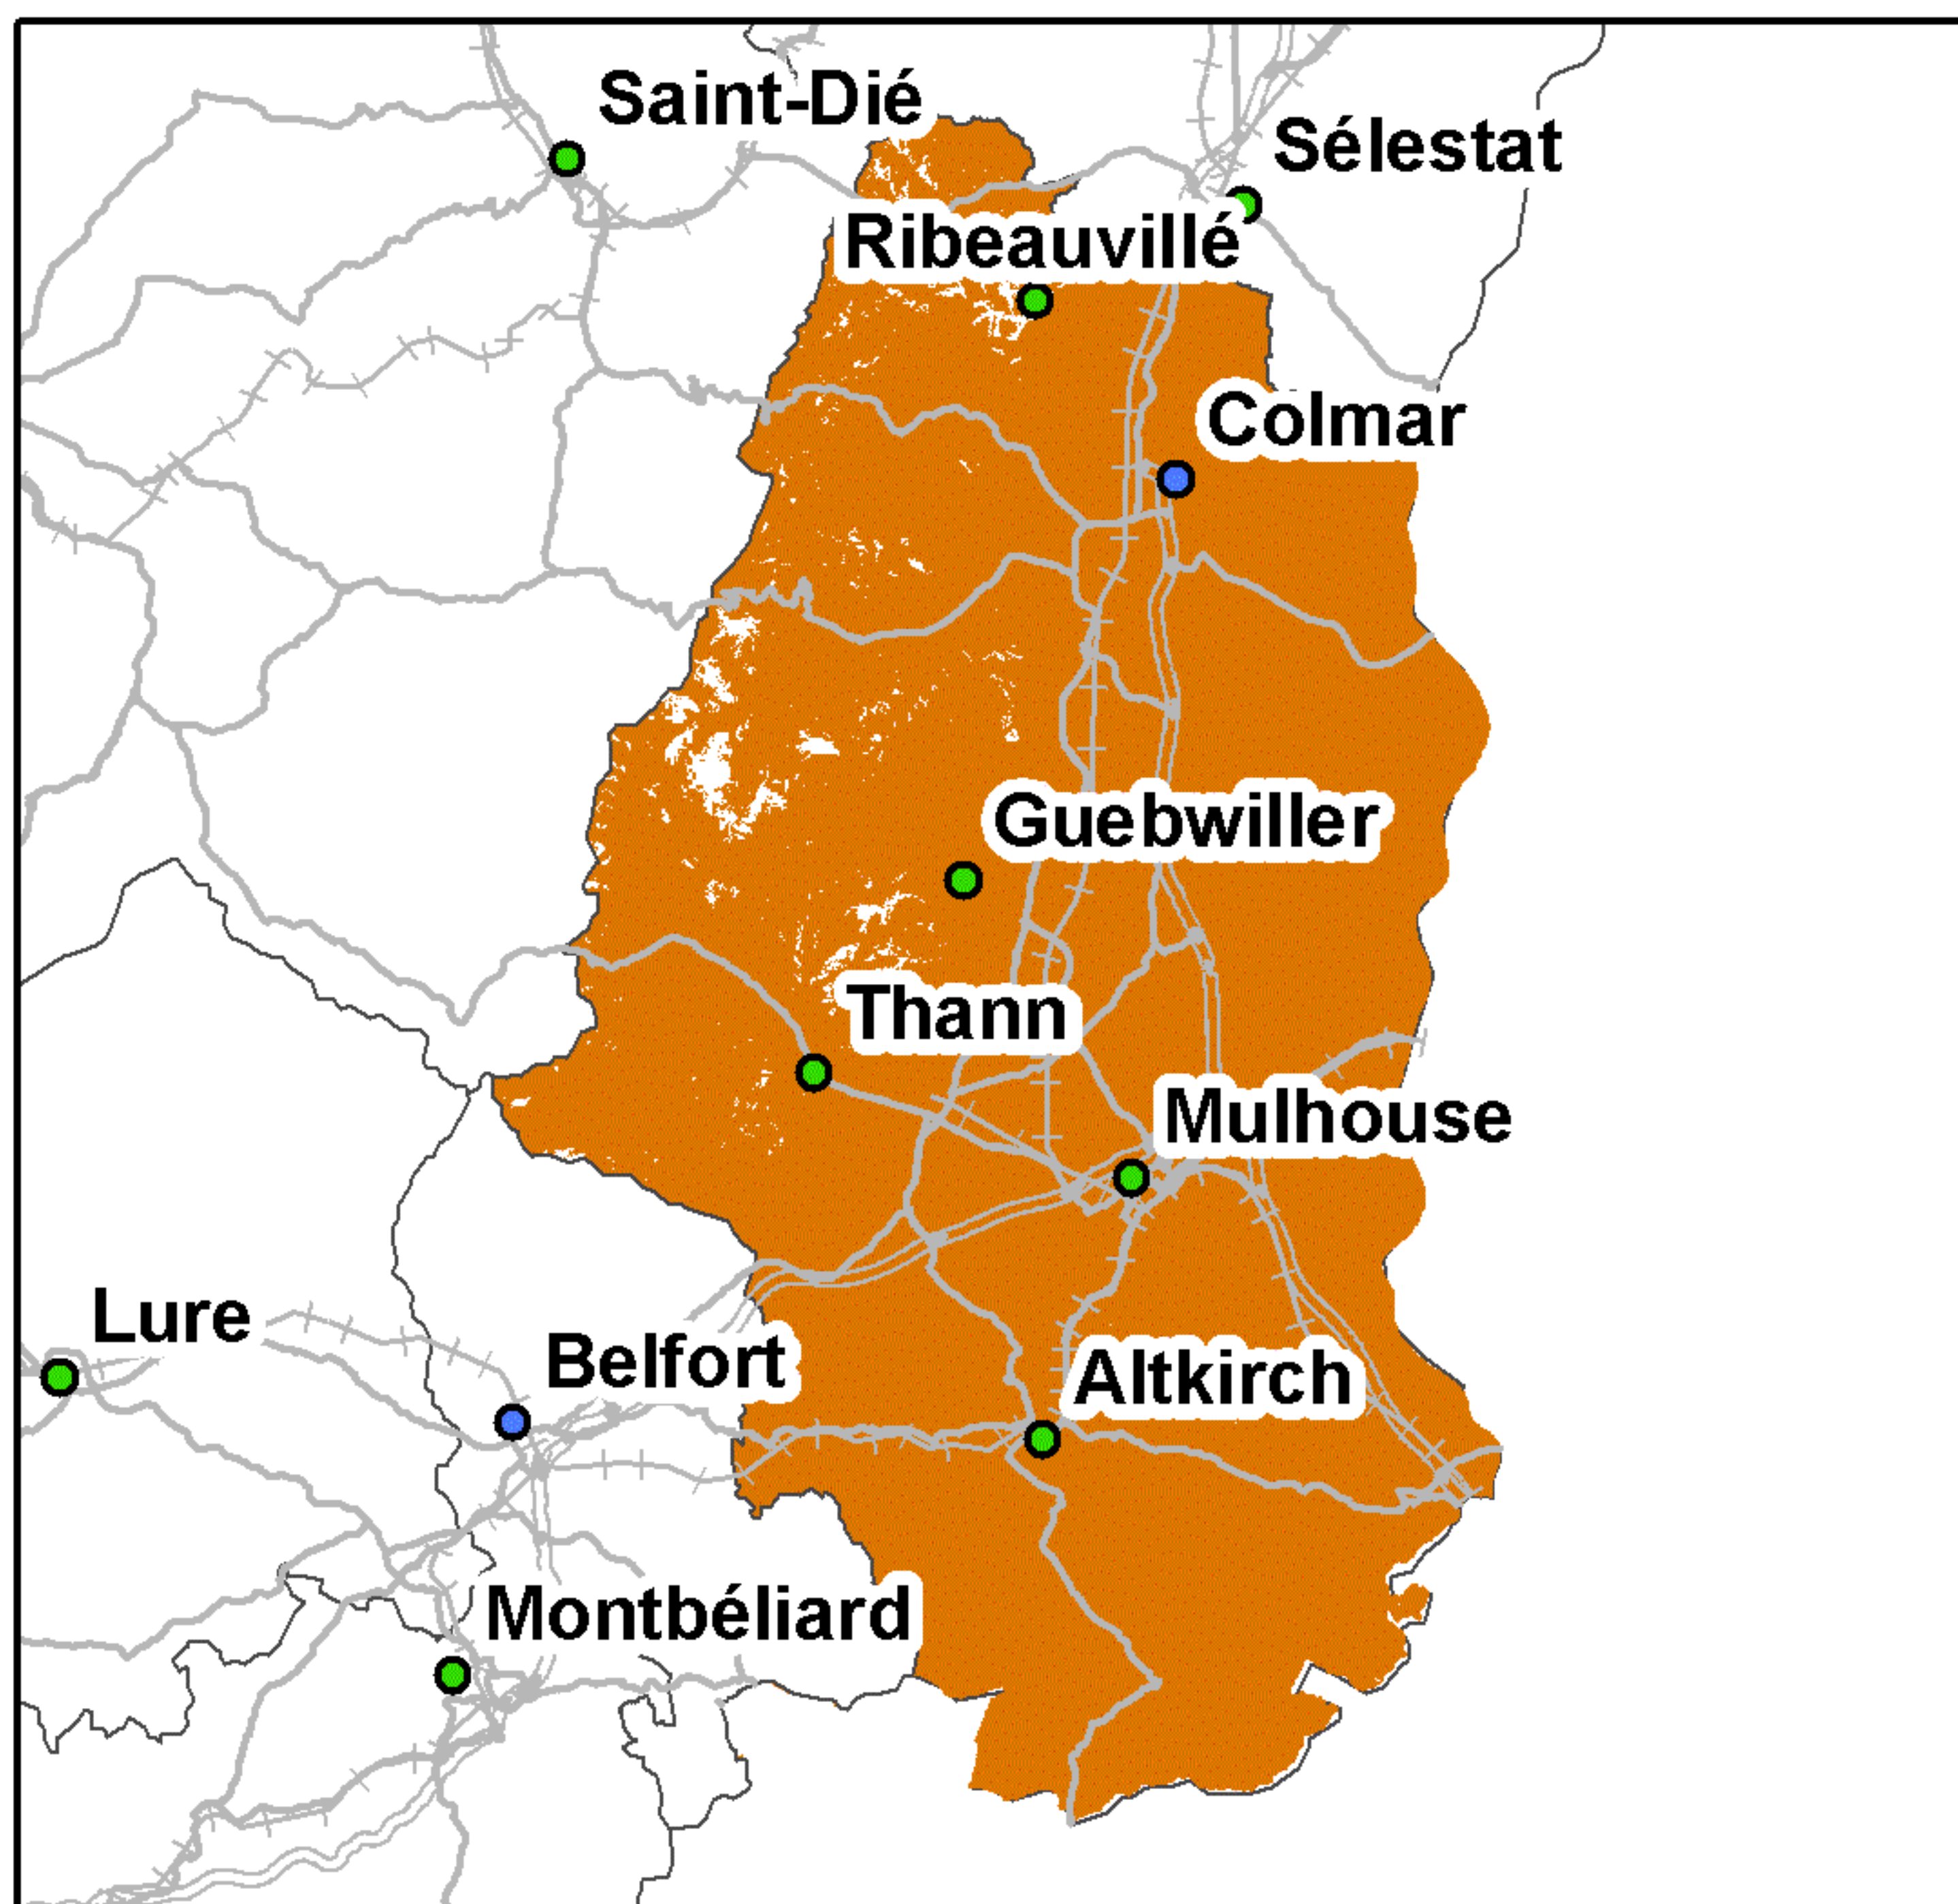 Saint-Dié
Sélestat
Ribeauvillé
Colmar
Guebwiller
Thann
Mulhouse
Lure
Belfort
Altkirch
Montbéliard